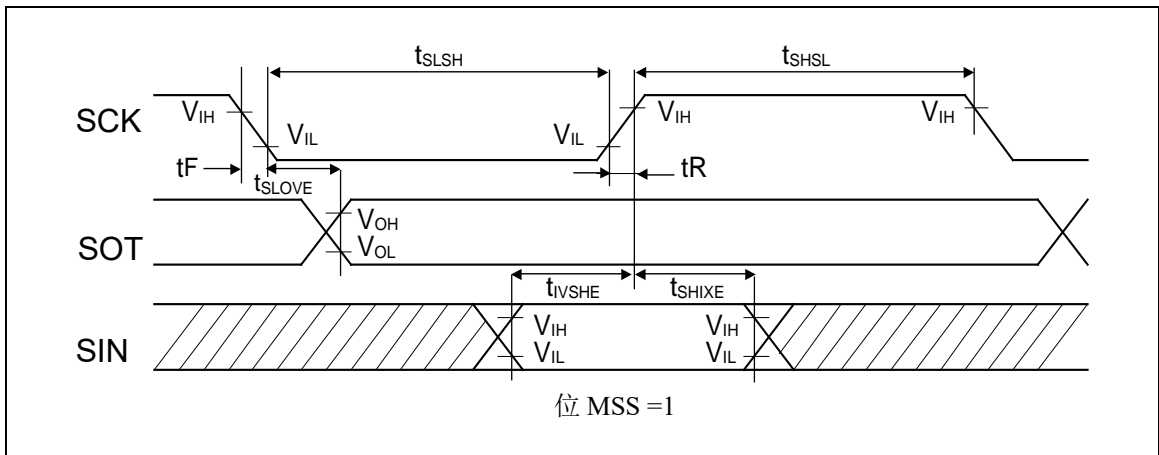 tSLSH tSHSL
SCK VIH VIL VIL VIH VIH
tF tSLOVE tR
SOT VOH
VOL
tIVSHE tSHIXE
SIN VIH VIH
VIL VIL
位 MSS =1